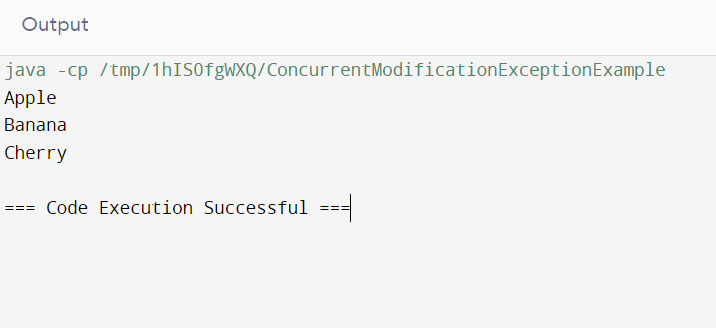 Output
java -cp /tmp/1hISOfgWXQ/ConcurrentModificationExceptionExample
Apple
Banana
Cherry
=== Code Execution Successful ===